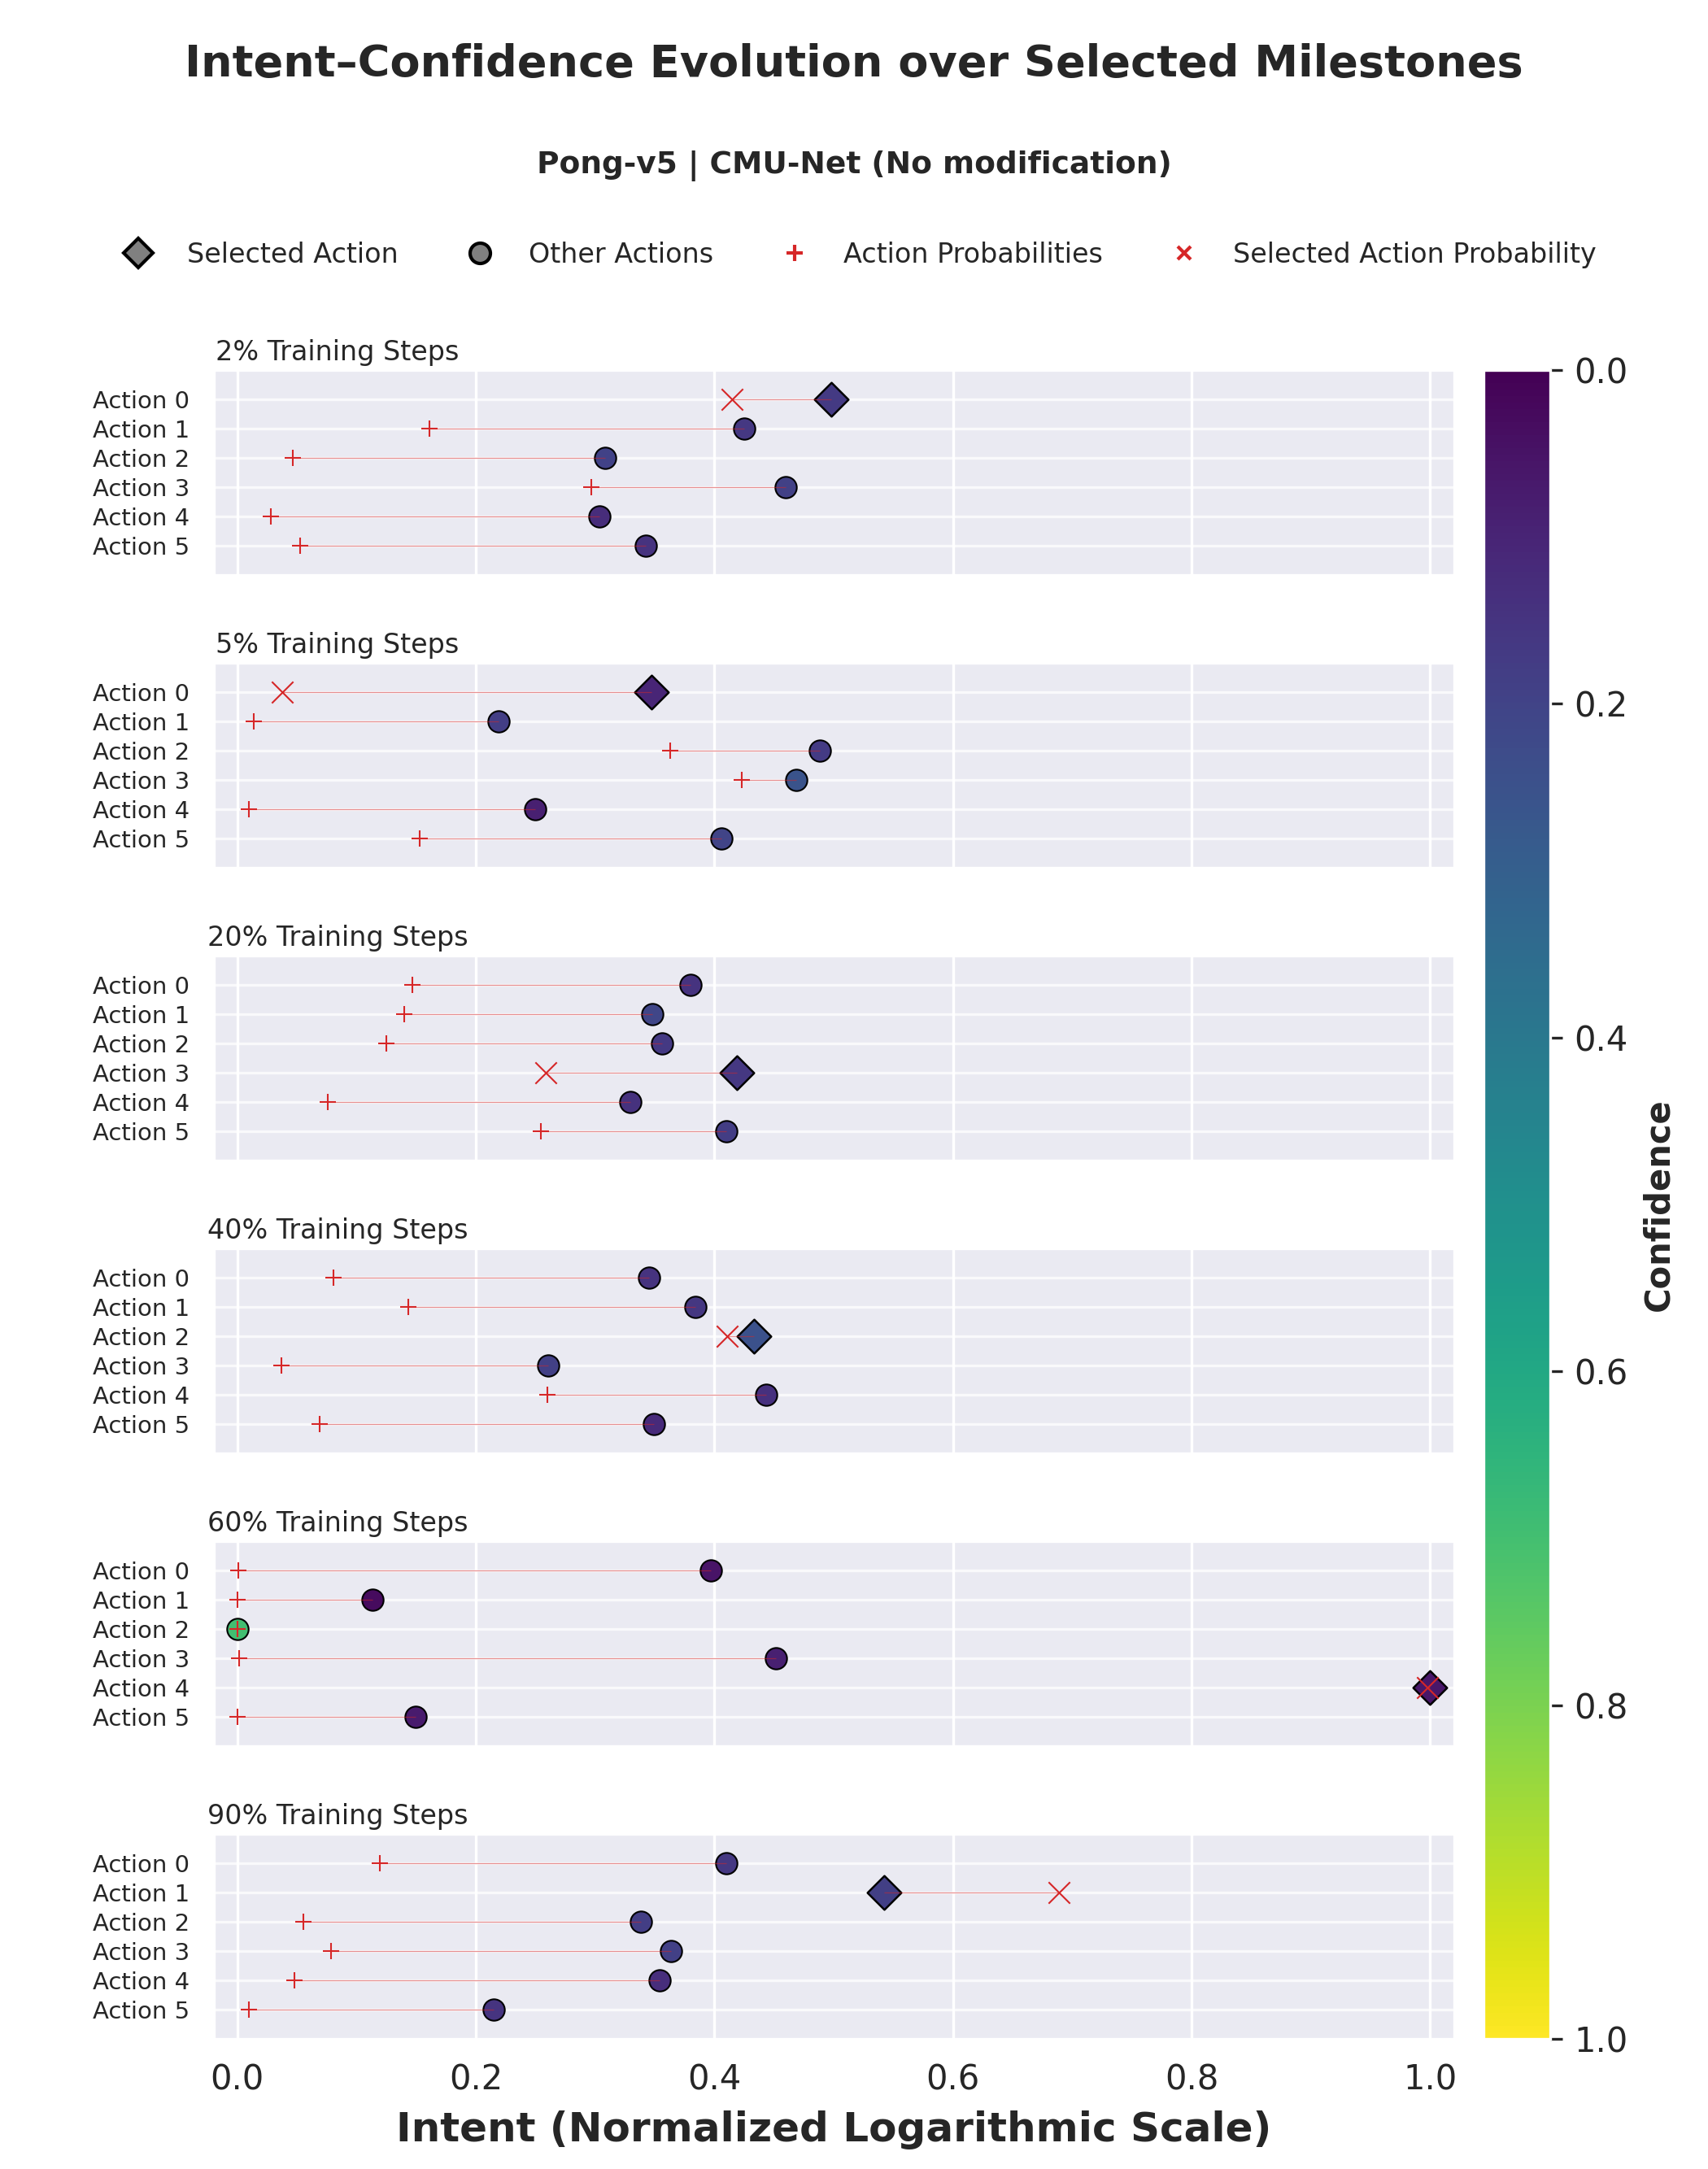 Intent–Confidence Evolution over Selected Milestones
Pong-v5 | CMU-Net (No modification)
Selected Action
Other Actions
Action Probabilities
Selected Action Probability
2% Training Steps
Action 0
Action 1
Action 2
Action 3
Action 4
Action 5
5% Training Steps
Action 0
Action 1
Action 2
Action 3
Action 4
Action 5
20% Training Steps
Action 0
Action 1
Action 2
Action 3
Action 4
Action 5
40% Training Steps
Action 0
Action 1
Action 2
Action 3
Action 4
Action 5
60% Training Steps
Action 0
Action 1
Action 2
Action 3
Action 4
Action 5
90% Training Steps
Action 0
Action 1
Action 2
Action 3
Action 4
Action 5
0.0 0.2 0.4 0.6 0.8 1.0
Intent (Normalized Logarithmic Scale)
0.0
0.2
0.4
0.6
0.8
1.0
Confidence